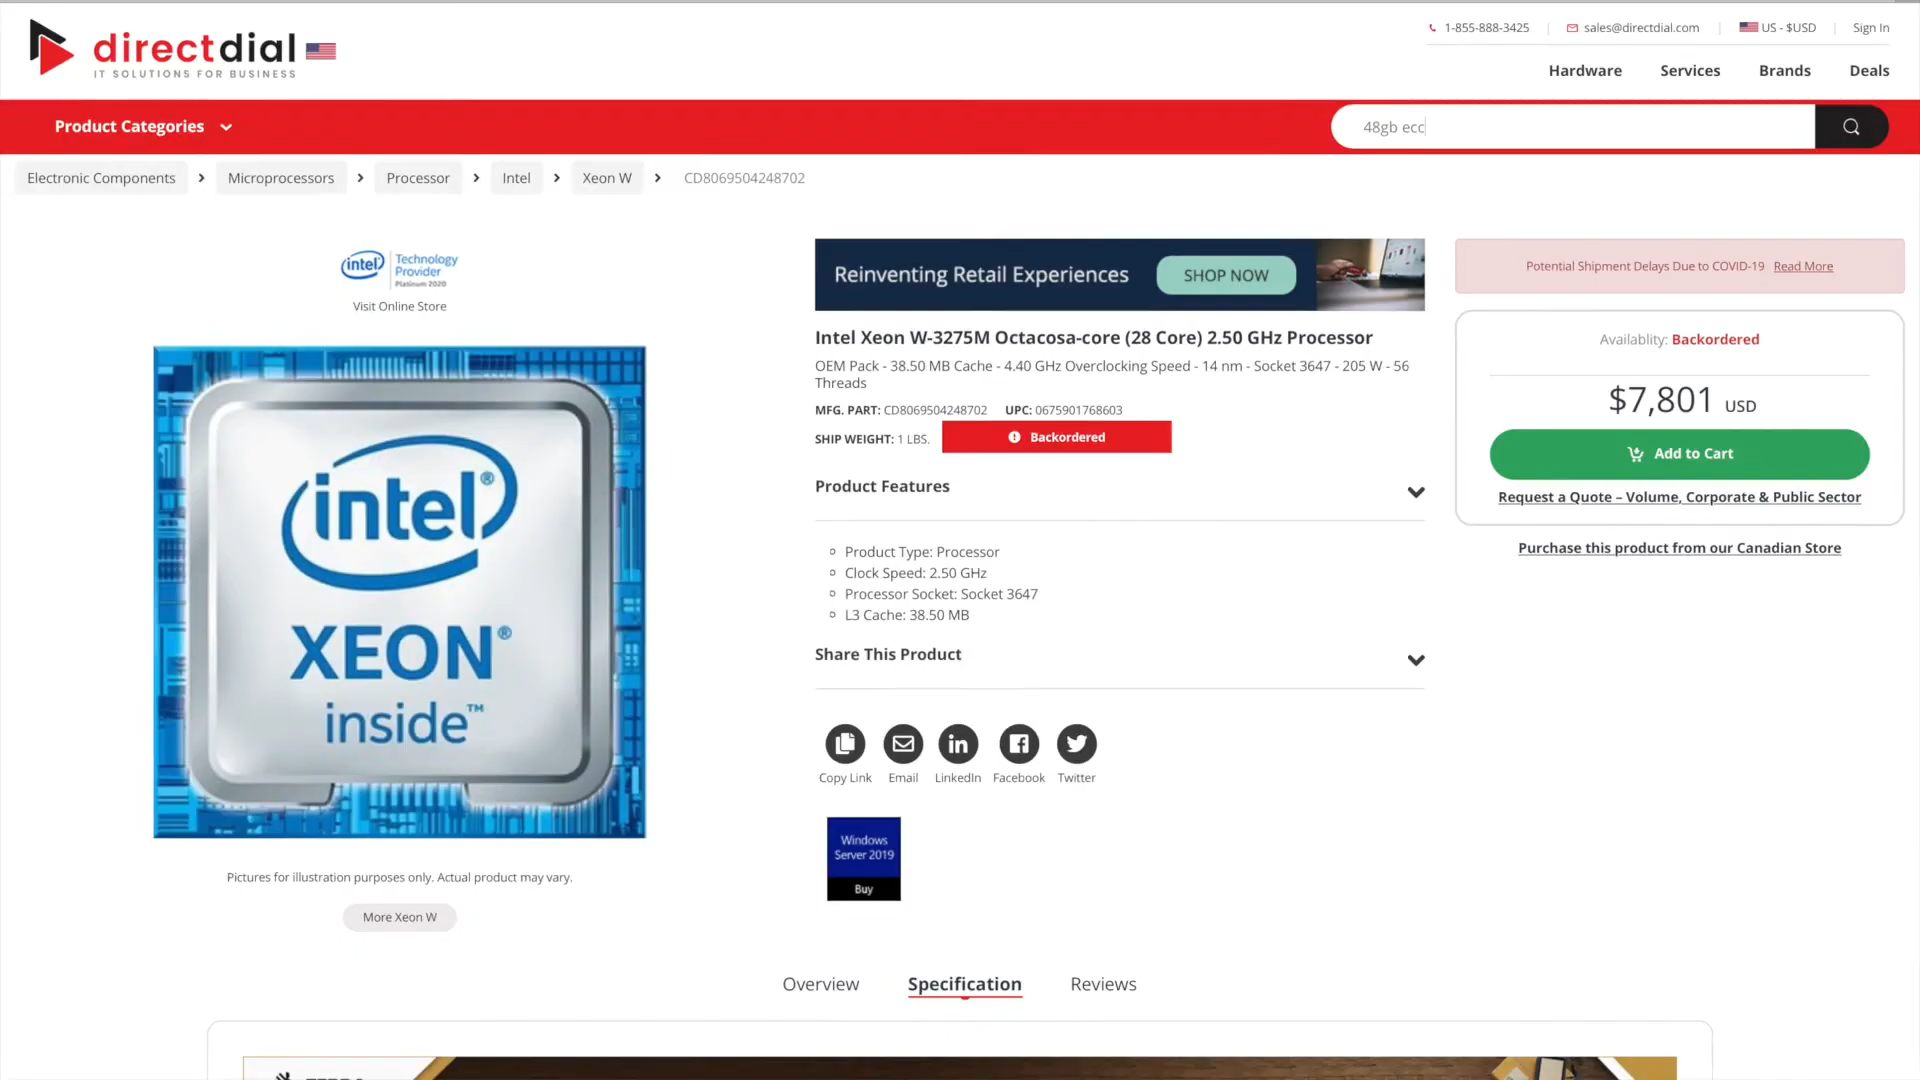 directdial
IT SOLUTIONS FOR BUSINESS
1-855-888-3425
sales@directdial.com
US - $USD
Sign In
Hardware
Services
Brands
Deals
Product Categories
48gb ecc
Electronic Components
Microprocessors
Processor
Intel
Xeon W
CD8069504248702
intel Technology
Provider
Platinum 2020
Visit Online Store
intel®
XEON®
inside™
Pictures for illustration purposes only. Actual product may vary.
More Xeon W
Reinventing Retail Experiences
SHOP NOW
Intel Xeon W-3275M Octacosa-core (28 Core) 2.50 GHz Processor
OEM Pack - 38.50 MB Cache - 4.40 GHz Overclocking Speed - 14 nm - Socket 3647 - 205 W - 56
Threads
MFG. PART: CD8069504248702 UPC: 0675901768603
SHIP WEIGHT: 1 LBS.
Backordered
Product Features
Product Type: Processor
Clock Speed: 2.50 GHz
Processor Socket: Socket 3647
L3 Cache: 38.50 MB
Share This Product
Copy Link
Email
LinkedIn
Facebook
Twitter
Windows
Server 2019
Buy
Potential Shipment Delays Due to COVID-19 Read More
Availablity: Backordered
$7,801 USD
Add to Cart
Request a Quote – Volume, Corporate & Public Sector
Purchase this product from our Canadian Store
Overview
Specification
Reviews